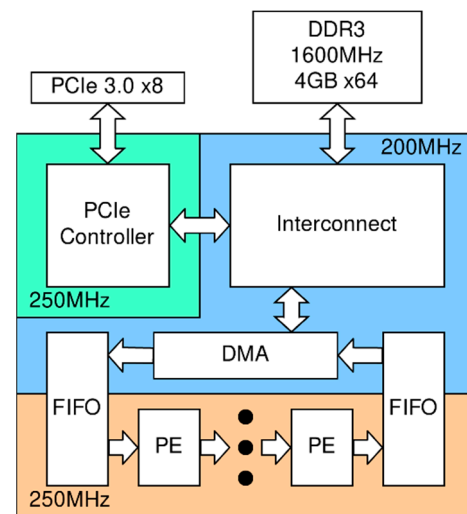 DDR3
1600MHz
4GB x64
PCIe 3.0 x8
200MHz
PCIe
Controller
Interconnect
250MHz
DMA
FIFO
FIFO
PE
PE
250MHz